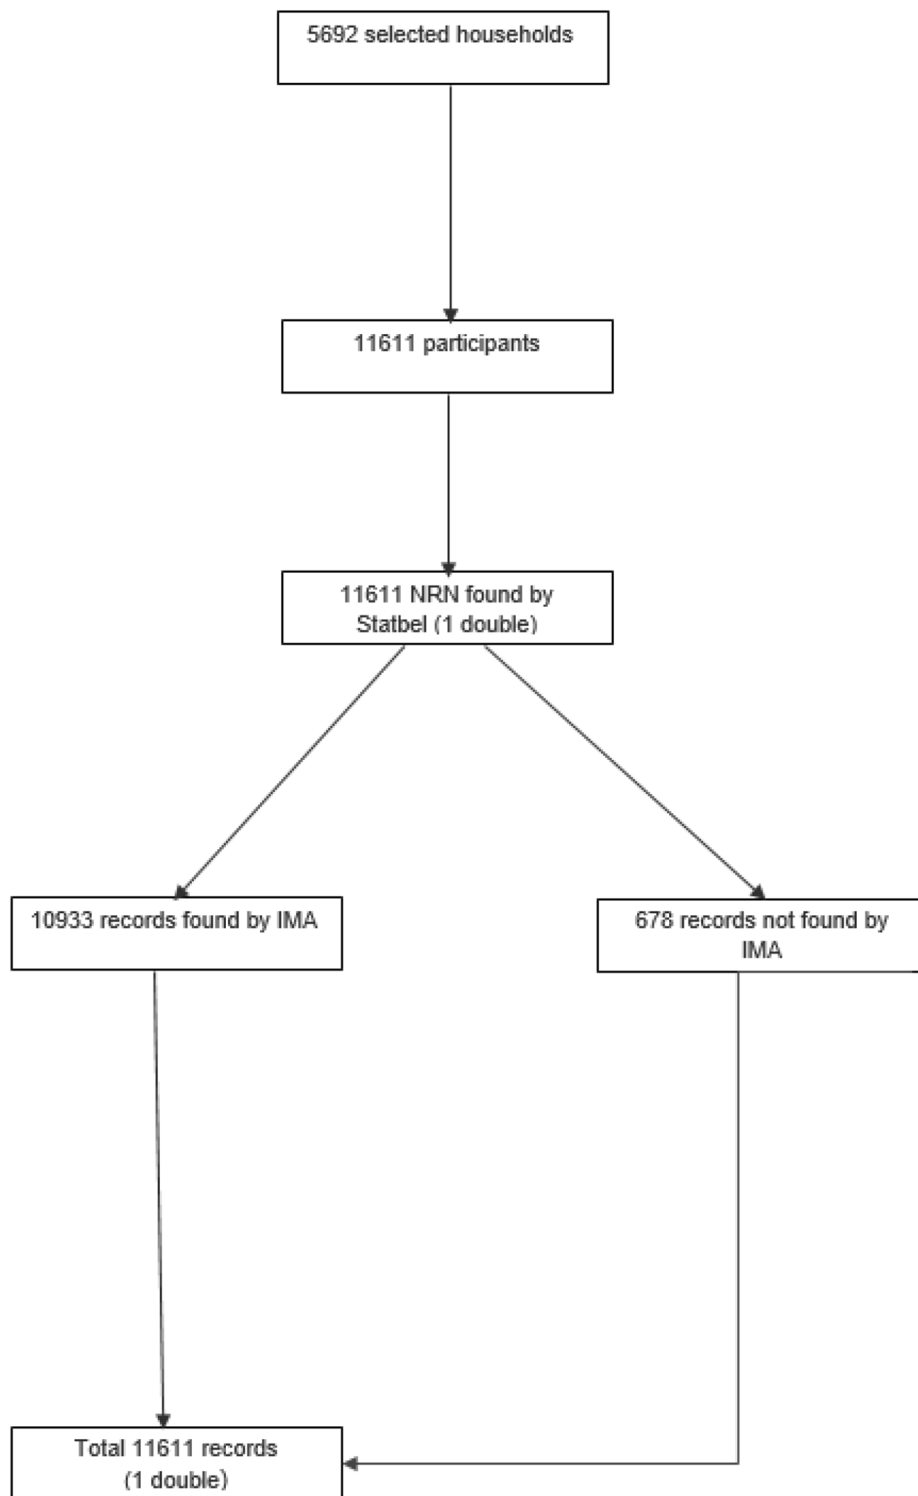 5692 selected households
11611 participants
11611 NRN found by
Statbel (1 double)
10933 records found by IMA
678 records not found by
IMA
Total 11611 records
(1 double)